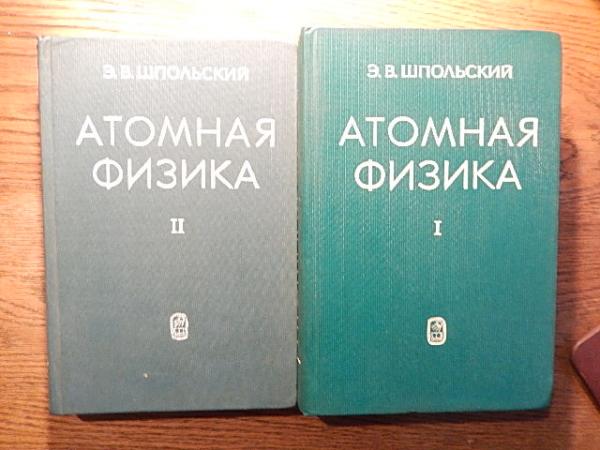 Э. В. ШПОЛЬСКИЙ
АТОМНАЯ
ФИЗИКА
II
Э. В. ШПОЛЬСКИЙ
АТОМНАЯ
ФИЗИКА
I